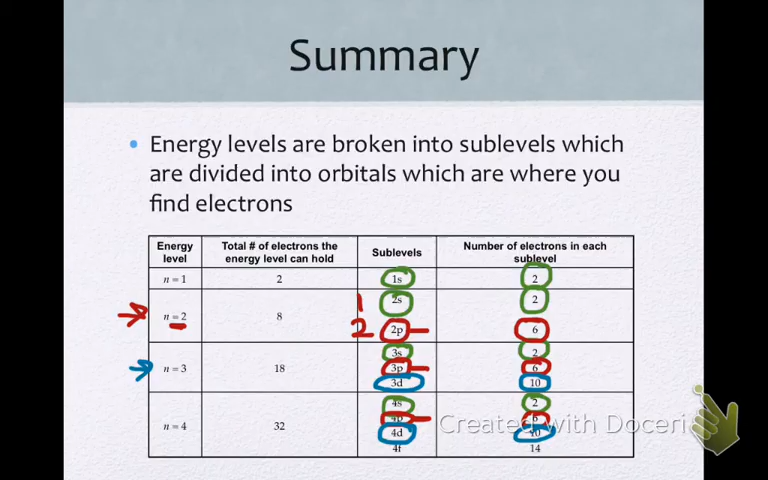 Summary
• Energy levels are broken into sublevels which
are divided into orbitals which are where you
find electrons
Energy level | Total # of electrons the energy level can hold | Sublevels | Number of electrons in each sublevel
n = 1 | 2 | 1s | 2
n = 2 | 8 | 1 2s | 2
2 2p | 6
n = 3 | 18 | 3s | 2
3p | 6
3d | 10
n = 4 | 32 | 4s | 2
4p | 6
4d | 10
4f | 14
Created with Doceri